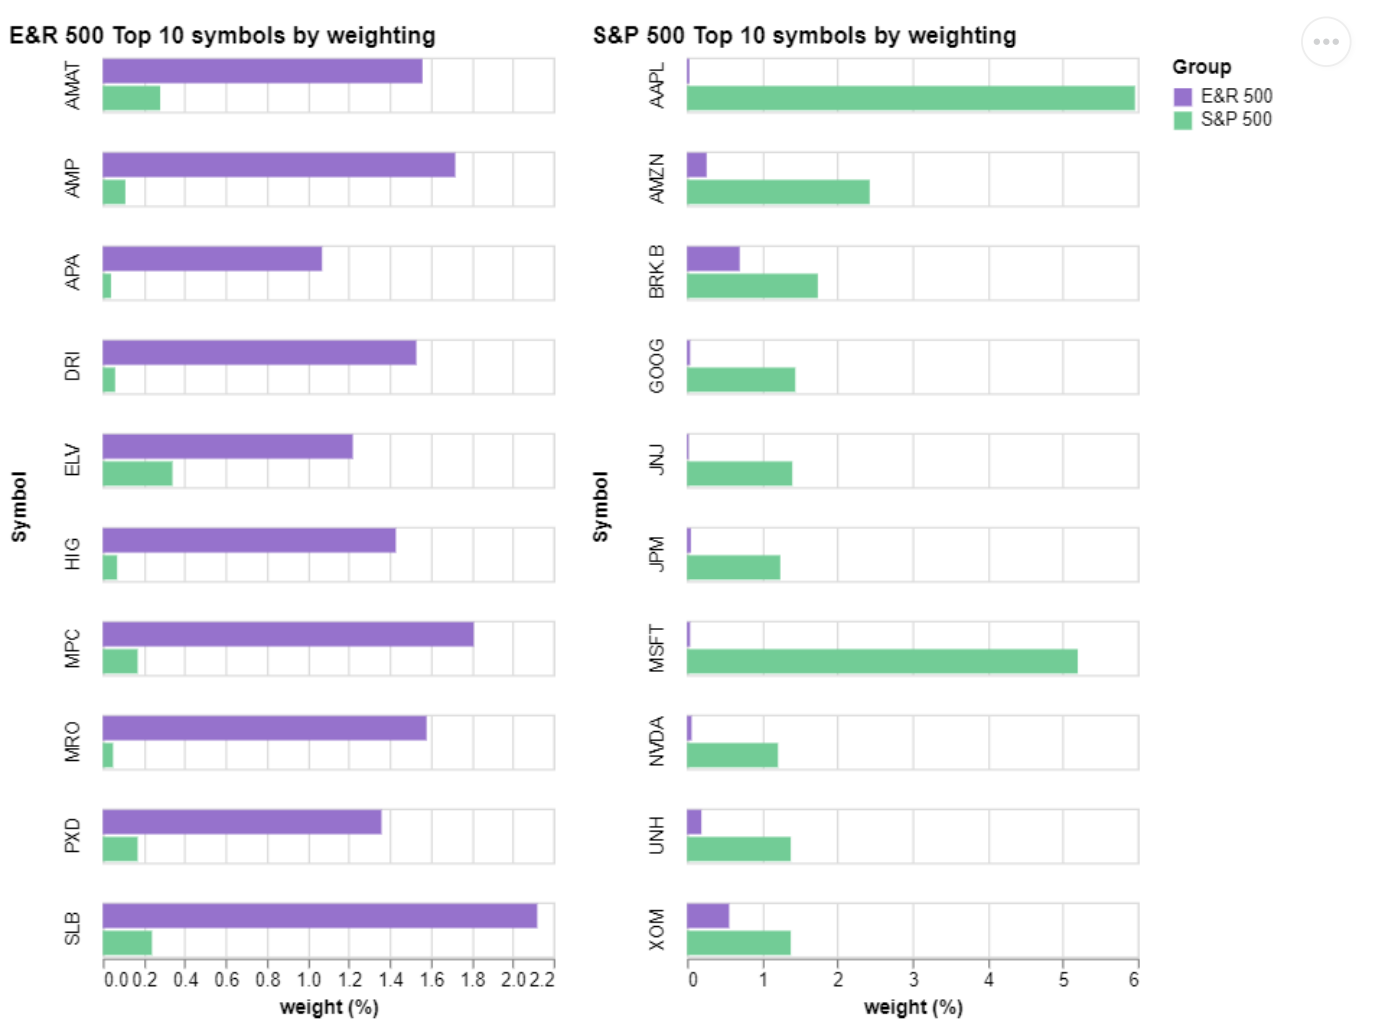 E&R 500 Top 10 symbols by weighting
AMAT
AMP
APA
DRI
ELV
HIG
MPC
MRO
PXD
SLB
Symbol
0.0 0.2 0.4 0.6 0.8 1.0 1.2 1.4 1.6 1.8 2.0 2.2
weight (%)
S&P 500 Top 10 symbols by weighting
AAPL
AMZN
BRK.B
GOOG
JNJ
JPM
MSFT
NVDA
UNH
XOM
Symbol
0 1 2 3 4 5 6
weight (%)
Group
E&R 500
S&P 500